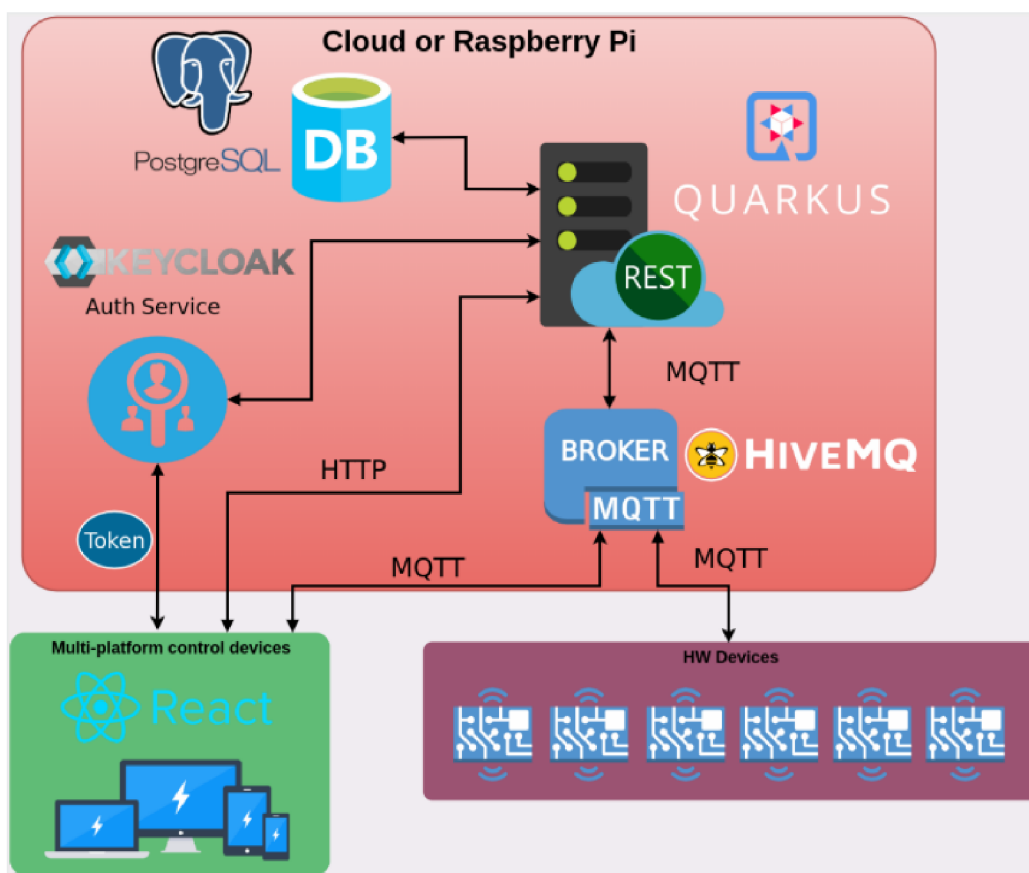 Cloud or Raspberry Pi
PostgreSQL
DB
QUARKUS
KEYCLOAK
Auth Service
REST
MQTT
BROKER
MQTT
HIVEMQ
HTTP
Token
MQTT
MQTT
Multi-platform control devices
React
HW Devices